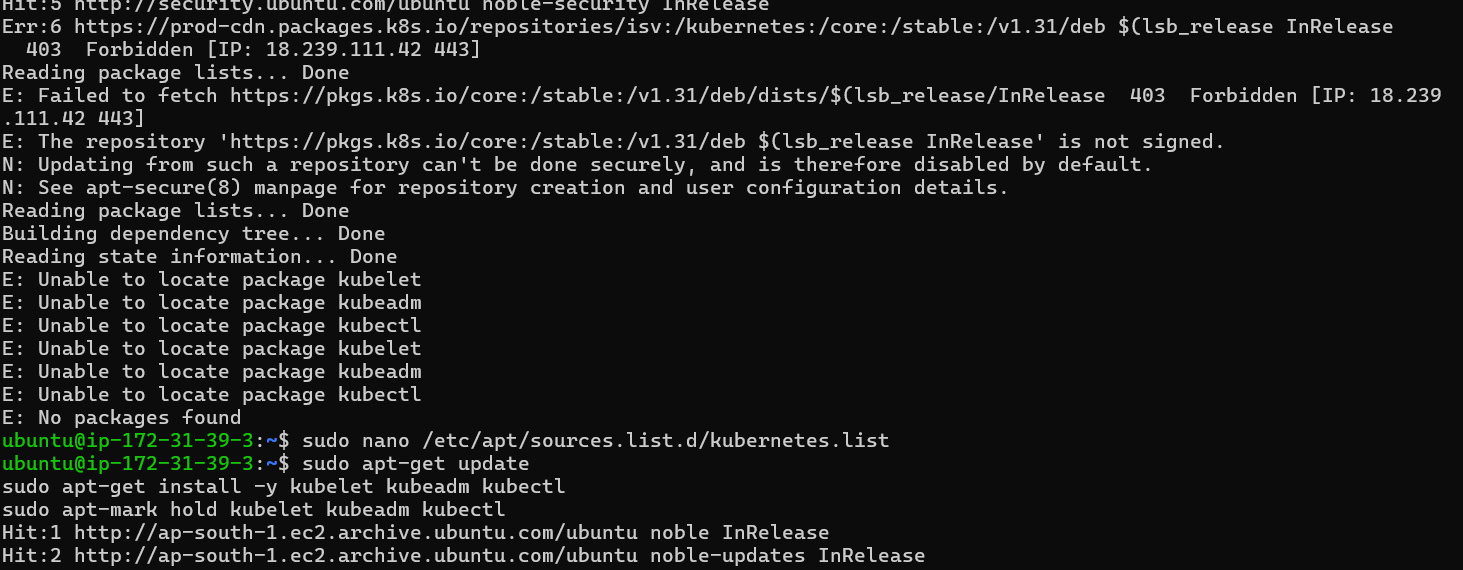 Hit:5 http://security.ubuntu.com/ubuntu noble-security InRelease
Err:6 https://prod-cdn.packages.k8s.io/repositories/isv:/kubernetes:/core:/stable:/v1.31/deb $(lsb_release InRelease
  403  Forbidden [IP: 18.239.111.42 443]
Reading package lists... Done
E: Failed to fetch https://pkgs.k8s.io/core:/stable:/v1.31/deb/dists/$(lsb_release/InRelease  403  Forbidden [IP: 18.239
.111.42 443]
E: The repository 'https://pkgs.k8s.io/core:/stable:/v1.31/deb $(lsb_release InRelease' is not signed.
N: Updating from such a repository can't be done securely, and is therefore disabled by default.
N: See apt-secure(8) manpage for repository creation and user configuration details.
Reading package lists... Done
Building dependency tree... Done
Reading state information... Done
E: Unable to locate package kubelet
E: Unable to locate package kubeadm
E: Unable to locate package kubectl
E: Unable to locate package kubelet
E: Unable to locate package kubeadm
E: Unable to locate package kubectl
E: No packages found
ubuntu@ip-172-31-39-3:~$ sudo nano /etc/apt/sources.list.d/kubernetes.list
ubuntu@ip-172-31-39-3:~$ sudo apt-get update
sudo apt-get install -y kubelet kubeadm kubectl
sudo apt-mark hold kubelet kubeadm kubectl
Hit:1 http://ap-south-1.ec2.archive.ubuntu.com/ubuntu noble InRelease
Hit:2 http://ap-south-1.ec2.archive.ubuntu.com/ubuntu noble-updates InRelease